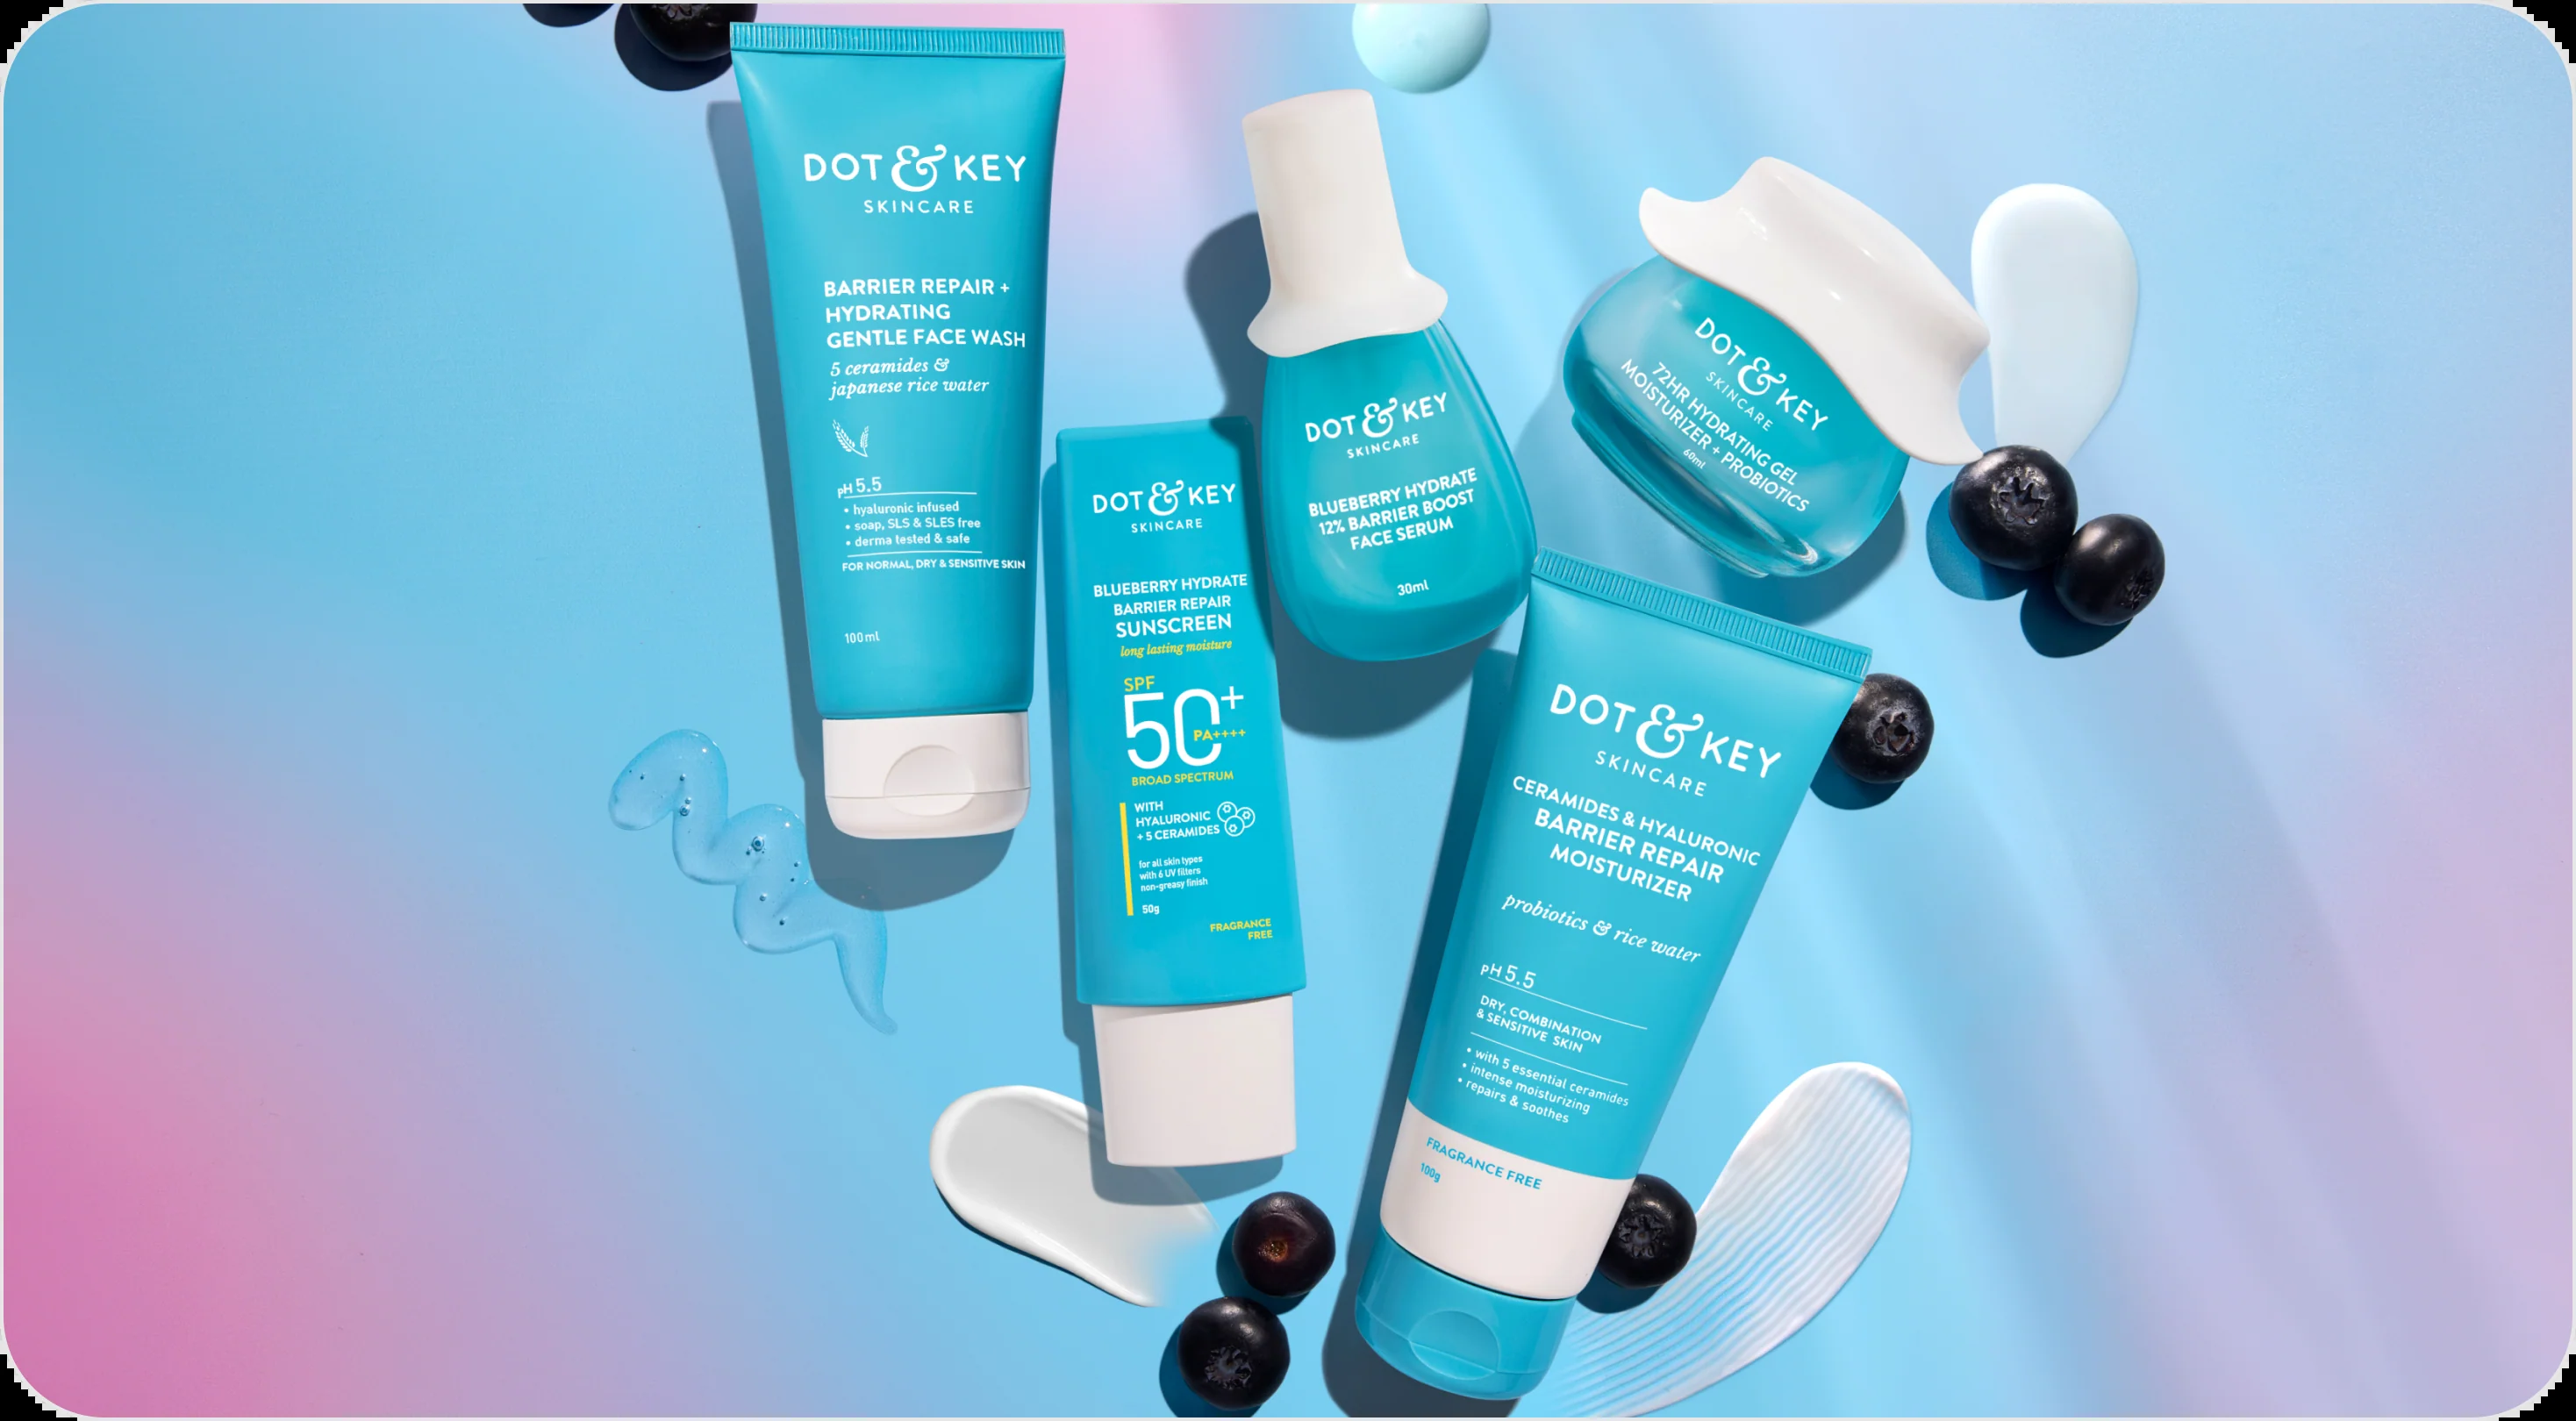 DOT & KEY
SKINCARE
BARRIER REPAIR +
HYDRATING
GENTLE FACE WASH
5 ceramides &
japanese rice water
pH 5.5
• hyaluronic infused
• soap, SLS & SLES free
• derma tested & safe
FOR NORMAL, DRY & SENSITIVE SKIN
100ml
DOT & KEY
SKINCARE
BLUEBERRY HYDRATE
BARRIER REPAIR
SUNSCREEN
long lasting moisture
SPF
50+
PA++++
BROAD SPECTRUM
WITH
HYALURONIC
+ 5 CERAMIDES
for all skin types
with 6 UV filters
non-greasy finish
50g
FRAGRANCE
FREE
DOT & KEY
SKINCARE
BLUEBERRY HYDRATE
12% BARRIER BOOST
FACE SERUM
30ml
DOT & KEY
SKINCARE
72HR HYDRATING GEL
MOISTURIZER + PROBIOTICS
60ml
DOT & KEY
SKINCARE
CERAMIDES & HYALURONIC
BARRIER REPAIR
MOISTURIZER
probiotics & rice water
pH 5.5
DRY, COMBINATION
& SENSITIVE SKIN
• with 5 essential ceramides
• intense moisturizing
• repairs & soothes
FRAGRANCE FREE
100g